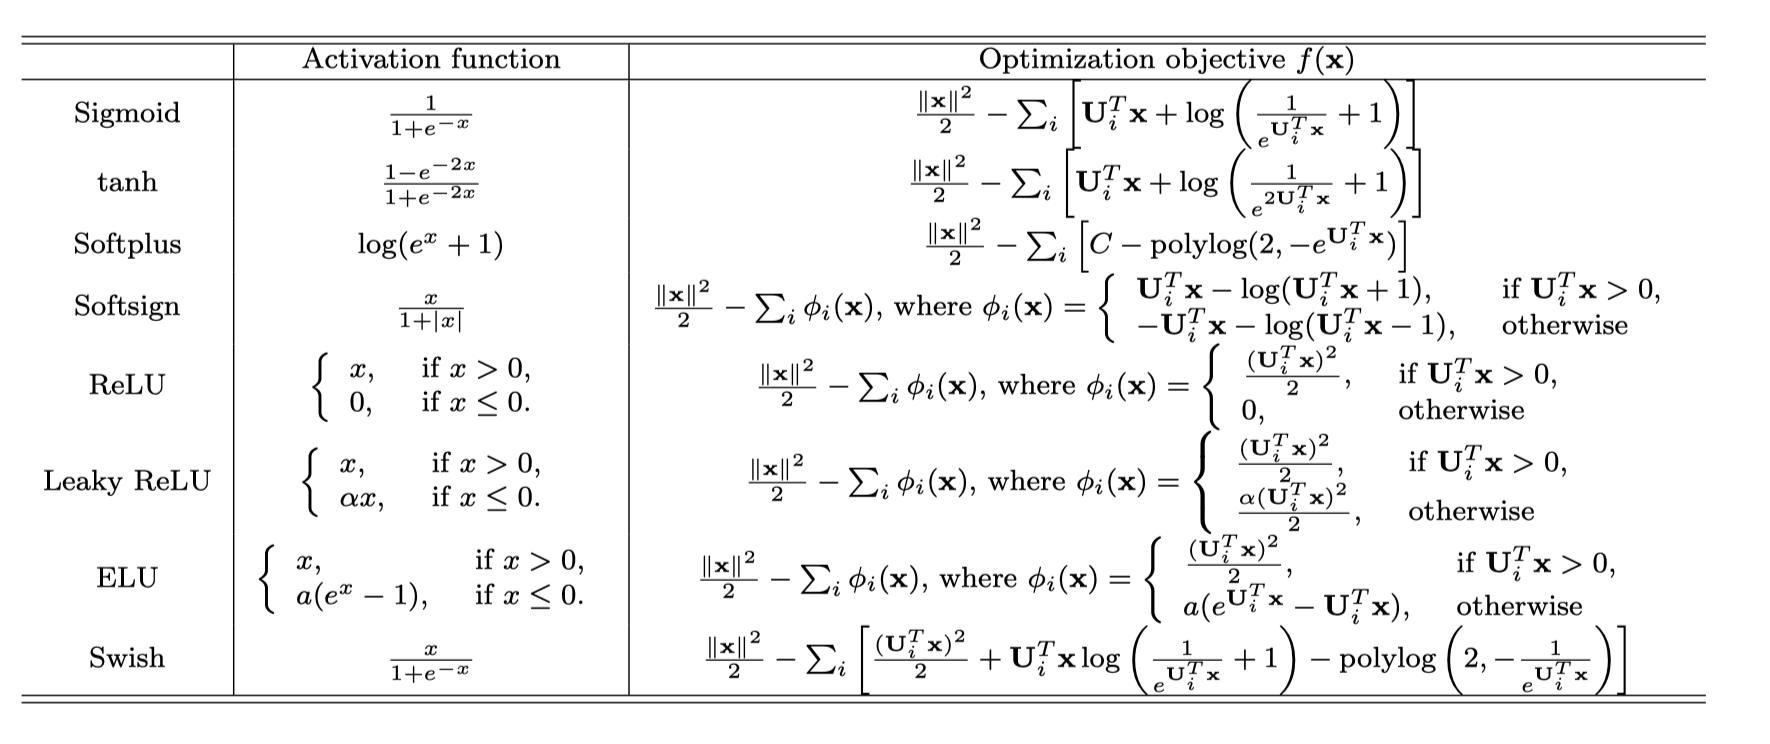 Activation function | Optimization objective $f(\mathbf{x})$
Sigmoid | $\frac{1}{1+e^{-x}}$ | $\frac{\|\mathbf{x}\|^2}{2} - \sum_i \left[ \mathbf{U}_i^T \mathbf{x} + \log \left( \frac{1}{e^{\mathbf{U}_i^T \mathbf{x}}} + 1 \right) \right]$
tanh | $\frac{1-e^{-2x}}{1+e^{-2x}}$ | $\frac{\|\mathbf{x}\|^2}{2} - \sum_i \left[ \mathbf{U}_i^T \mathbf{x} + \log \left( \frac{1}{e^{2\mathbf{U}_i^T \mathbf{x}}} + 1 \right) \right]$
Softplus | $\log(e^x + 1)$ | $\frac{\|\mathbf{x}\|^2}{2} - \sum_i \left[ C - \text{polylog}(2, -e^{\mathbf{U}_i^T \mathbf{x}}) \right]$
Softsign | $\frac{x}{1+|x|}$ | $\frac{\|\mathbf{x}\|^2}{2} - \sum_i \phi_i(\mathbf{x})$, where $\phi_i(\mathbf{x}) = \begin{cases} \mathbf{U}_i^T \mathbf{x} - \log(\mathbf{U}_i^T \mathbf{x} + 1), & \text{if } \mathbf{U}_i^T \mathbf{x} > 0, \\ -\mathbf{U}_i^T \mathbf{x} - \log(\mathbf{U}_i^T \mathbf{x} - 1), & \text{otherwise} \end{cases}$
ReLU | $\begin{cases} x, & \text{if } x > 0, \\ 0, & \text{if } x \leq 0. \end{cases}$ | $\frac{\|\mathbf{x}\|^2}{2} - \sum_i \phi_i(\mathbf{x})$, where $\phi_i(\mathbf{x}) = \begin{cases} \frac{(\mathbf{U}_i^T \mathbf{x})^2}{2}, & \text{if } \mathbf{U}_i^T \mathbf{x} > 0, \\ 0, & \text{otherwise} \end{cases}$
Leaky ReLU | $\begin{cases} x, & \text{if } x > 0, \\ \alpha x, & \text{if } x \leq 0. \end{cases}$ | $\frac{\|\mathbf{x}\|^2}{2} - \sum_i \phi_i(\mathbf{x})$, where $\phi_i(\mathbf{x}) = \begin{cases} \frac{(\mathbf{U}_i^T \mathbf{x})^2}{2}, & \text{if } \mathbf{U}_i^T \mathbf{x} > 0, \\ \frac{\alpha(\mathbf{U}_i^T \mathbf{x})^2}{2}, & \text{otherwise} \end{cases}$
ELU | $\begin{cases} x, & \text{if } x > 0, \\ a(e^x - 1), & \text{if } x \leq 0. \end{cases}$ | $\frac{\|\mathbf{x}\|^2}{2} - \sum_i \phi_i(\mathbf{x})$, where $\phi_i(\mathbf{x}) = \begin{cases} \frac{(\mathbf{U}_i^T \mathbf{x})^2}{2}, & \text{if } \mathbf{U}_i^T \mathbf{x} > 0, \\ a(e^{\mathbf{U}_i^T \mathbf{x}} - \mathbf{U}_i^T \mathbf{x}), & \text{otherwise} \end{cases}$
Swish | $\frac{x}{1+e^{-x}}$ | $\frac{\|\mathbf{x}\|^2}{2} - \sum_i \left[ \frac{(\mathbf{U}_i^T \mathbf{x})^2}{2} + \mathbf{U}_i^T \mathbf{x} \log \left( \frac{1}{e^{\mathbf{U}_i^T \mathbf{x}}} + 1 \right) - \text{polylog} \left( 2, -\frac{1}{e^{\mathbf{U}_i^T \mathbf{x}}} \right) \right]$